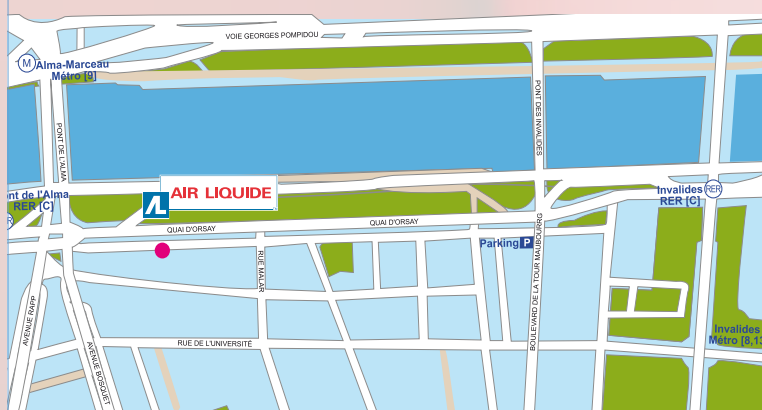 VOIE GEORGES POMPIDOU
M
Alma-Marceau
Métro [9]
PONT DE L'ALMA
PONT DES INVALIDES
nt de l'Alma
RER [C]
AIR LIQUIDE
Invalides
RER [C]
RER
QUAI D'ORSAY
QUAI D'ORSAY
Parking P
RUE MALAR
BOULEVARD DE LA TOUR MAUBOURRG
AVENUE RAPP
AVENUE BOSQUET
RUE DE L'UNIVERSITÉ
Invalides
Métro [8,13